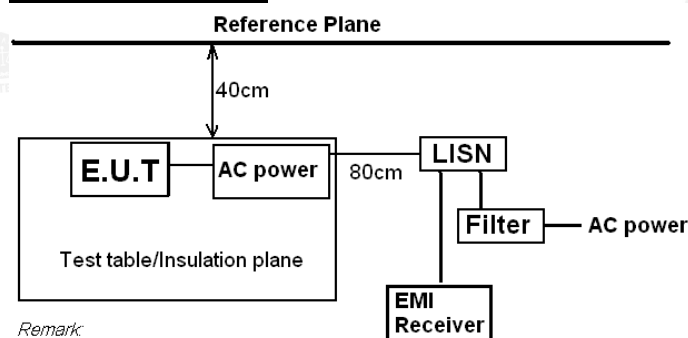 Reference Plane
40cm
E.U.T
AC power
80cm
LISN
Filter
AC power
Test table/Insulation plane
EMI
Receiver
Remark: